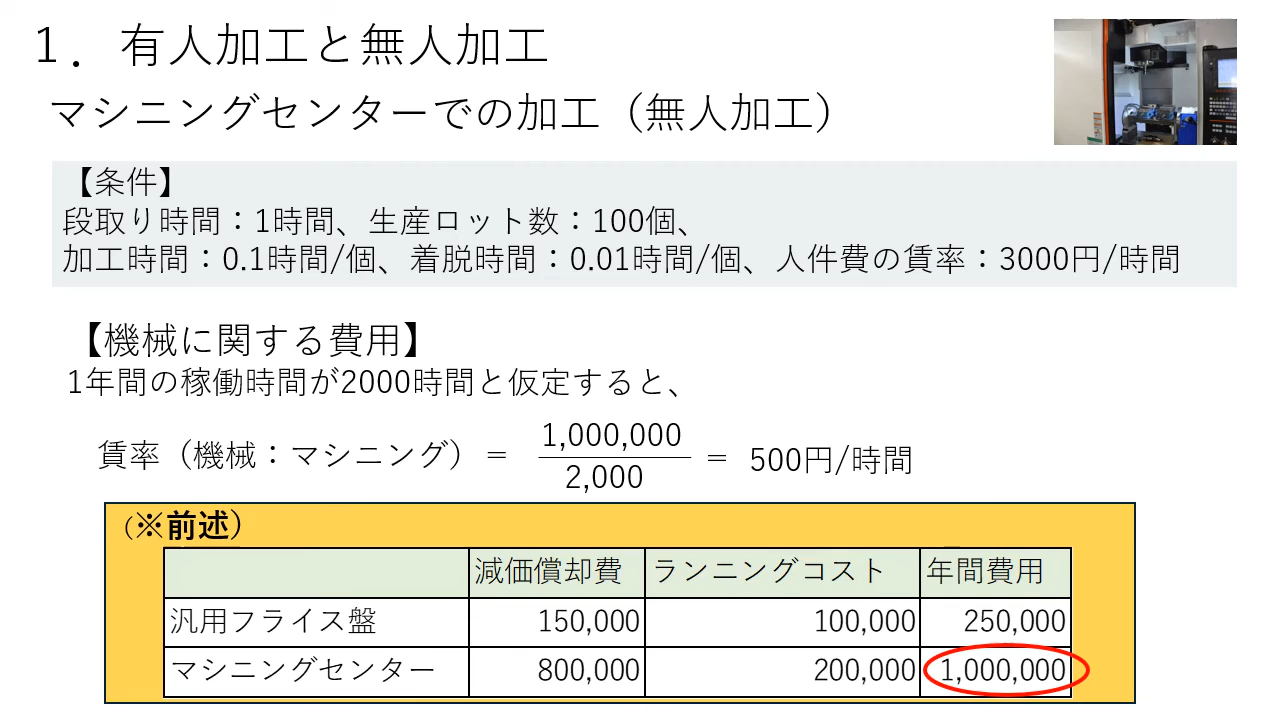 １．有人加工と無人加工
マシニングセンターでの加工（無人加工）
【条件】
段取り時間：1時間、生産ロット数：100個、
加工時間：0.1時間/個、着脱時間：0.01時間/個、人件費の賃率：3000円/時間
【機械に関する費用】
1年間の稼働時間が2000時間と仮定すると、
賃率（機械：マシニング）＝ 1,000,000
2,000
＝ 500円/時間
(※前述）
減価償却費 ランニングコスト 年間費用
汎用フライス盤 150,000 100,000 250,000
マシニングセンター 800,000 200,000 1,000,000